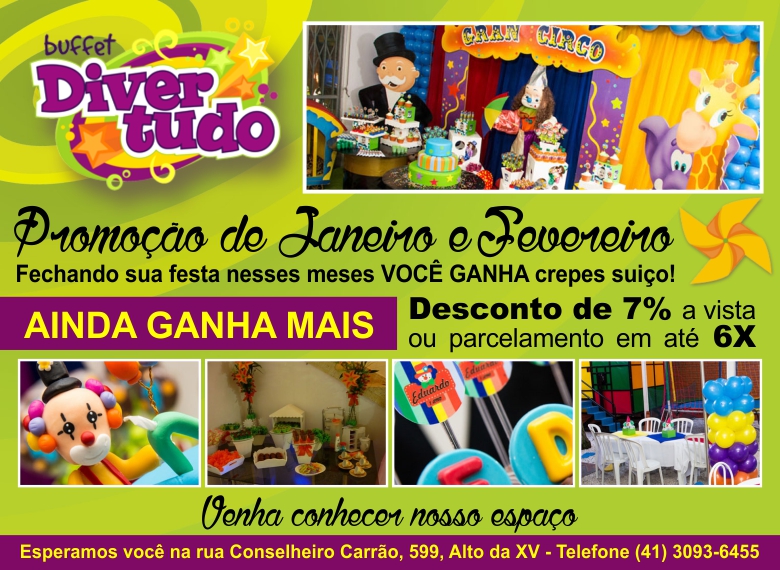 buffet
Diver
tudo
GRAN CIRCO
Promoção de Janeiro e Fevereiro
Fechando sua festa nesses meses VOCÊ GANHA crepes suiço!
AINDA GANHA MAIS
Desconto de 7% a vista
ou parcelamento em até 6X
Eduardo
E D
Venha conhecer nosso espaço
Esperamos você na rua Conselheiro Carrão, 599, Alto da XV - Telefone (41) 3093-6455